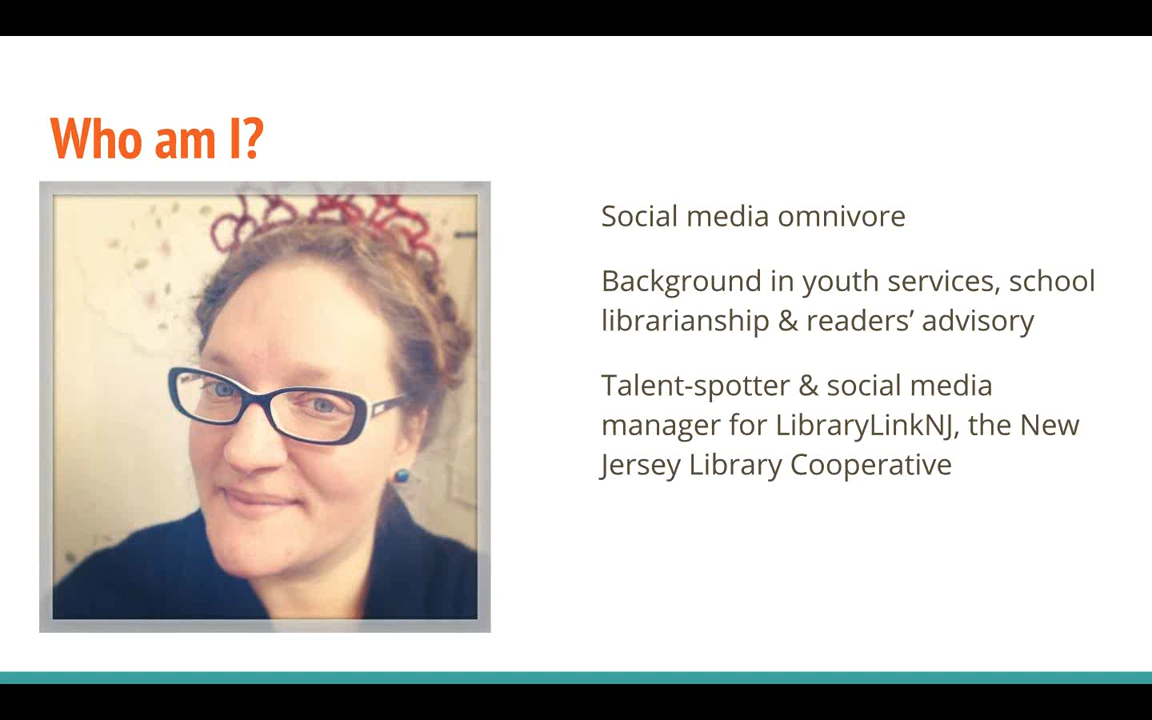 Who am I?
Social media omnivore
Background in youth services, school
librarianship & readers’ advisory
Talent-spotter & social media
manager for LibraryLinkNJ, the New
Jersey Library Cooperative